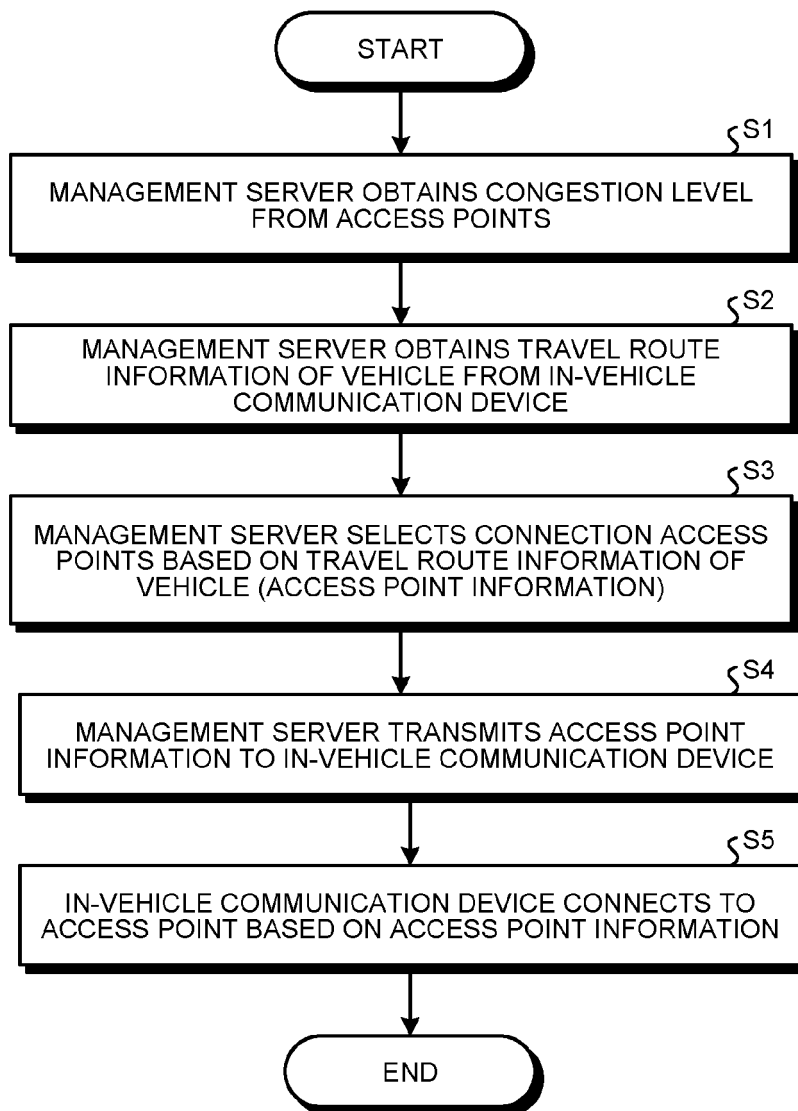 START
S1
MANAGEMENT SERVER OBTAINS CONGESTION LEVEL
FROM ACCESS POINTS
S2
MANAGEMENT SERVER OBTAINS TRAVEL ROUTE
INFORMATION OF VEHICLE FROM IN-VEHICLE
COMMUNICATION DEVICE
S3
MANAGEMENT SERVER SELECTS CONNECTION ACCESS
POINTS BASED ON TRAVEL ROUTE INFORMATION OF
VEHICLE (ACCESS POINT INFORMATION)
S4
MANAGEMENT SERVER TRANSMITS ACCESS POINT
INFORMATION TO IN-VEHICLE COMMUNICATION DEVICE
S5
IN-VEHICLE COMMUNICATION DEVICE CONNECTS TO
ACCESS POINT BASED ON ACCESS POINT INFORMATION
END